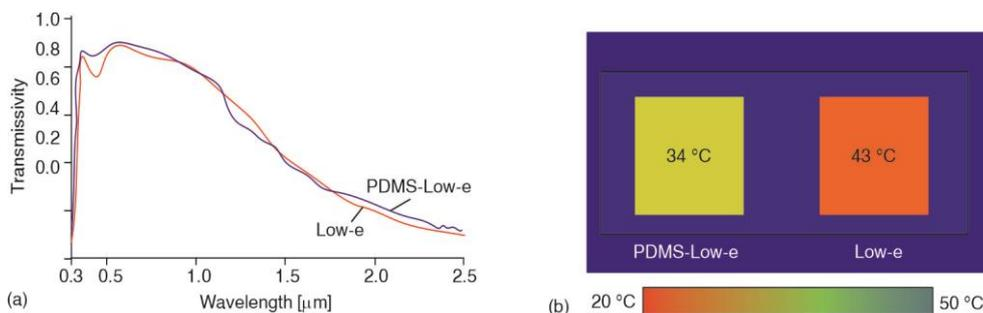 1.0
0.8
0.6
0.4
0.2
0.0
Transmissivity
PDMS-Low-e
Low-e
0.3 0.5 1.0 1.5 2.0 2.5
Wavelength [μm]
(a)
34 °C 43 °C
PDMS-Low-e Low-e
(b) 20 °C 50 °C